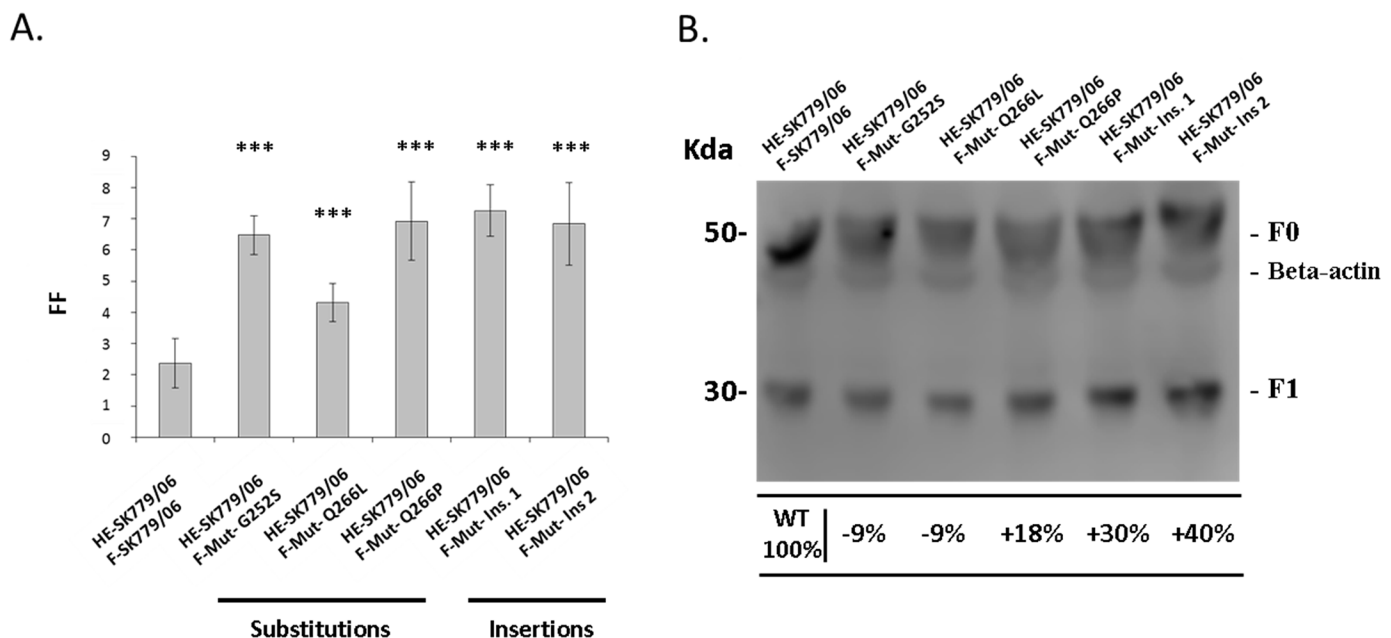 A.
***
***
***
***
***
9
8
7
6
5
4
3
2
1
0
FF
HE-SK779/06
F-SK779/06
HE-SK779/06
F-Mut- G252S
HE-SK779/06
F-Mut- Q266L
HE-SK779/06
F-Mut- Q266P
HE-SK779/06
F-Mut- Ins. 1
HE-SK779/06
F-Mut- Ins 2
Substitutions
Insertions
B.
HE-SK779/06
F-SK779/06
HE-SK779/06
F-Mut- G252S
HE-SK779/06
F-Mut- Q266L
HE-SK779/06
F-Mut- Q266P
HE-SK779/06
F-Mut- Ins. 1
HE-SK779/06
F-Mut- Ins 2
Kda
50-
- F0
- Beta-actin
30-
- F1
WT
100%
-9%
-9%
+18%
+30%
+40%